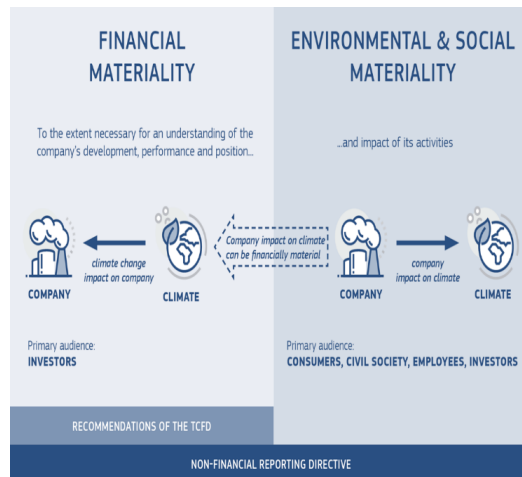 FINANCIAL
MATERIALITY
To the extent necessary for an understanding of the
company's development, performance and position...
climate change
impact on company
COMPANY
CLIMATE
Primary audience:
INVESTORS
RECOMMENDATIONS OF THE TCFD
Company impact on climate
can be financially material
ENVIRONMENTAL & SOCIAL
MATERIALITY
...and impact of its activities
company
impact on climate
COMPANY
CLIMATE
Primary audience:
CONSUMERS, CIVIL SOCIETY, EMPLOYEES, INVESTORS
NON-FINANCIAL REPORTING DIRECTIVE